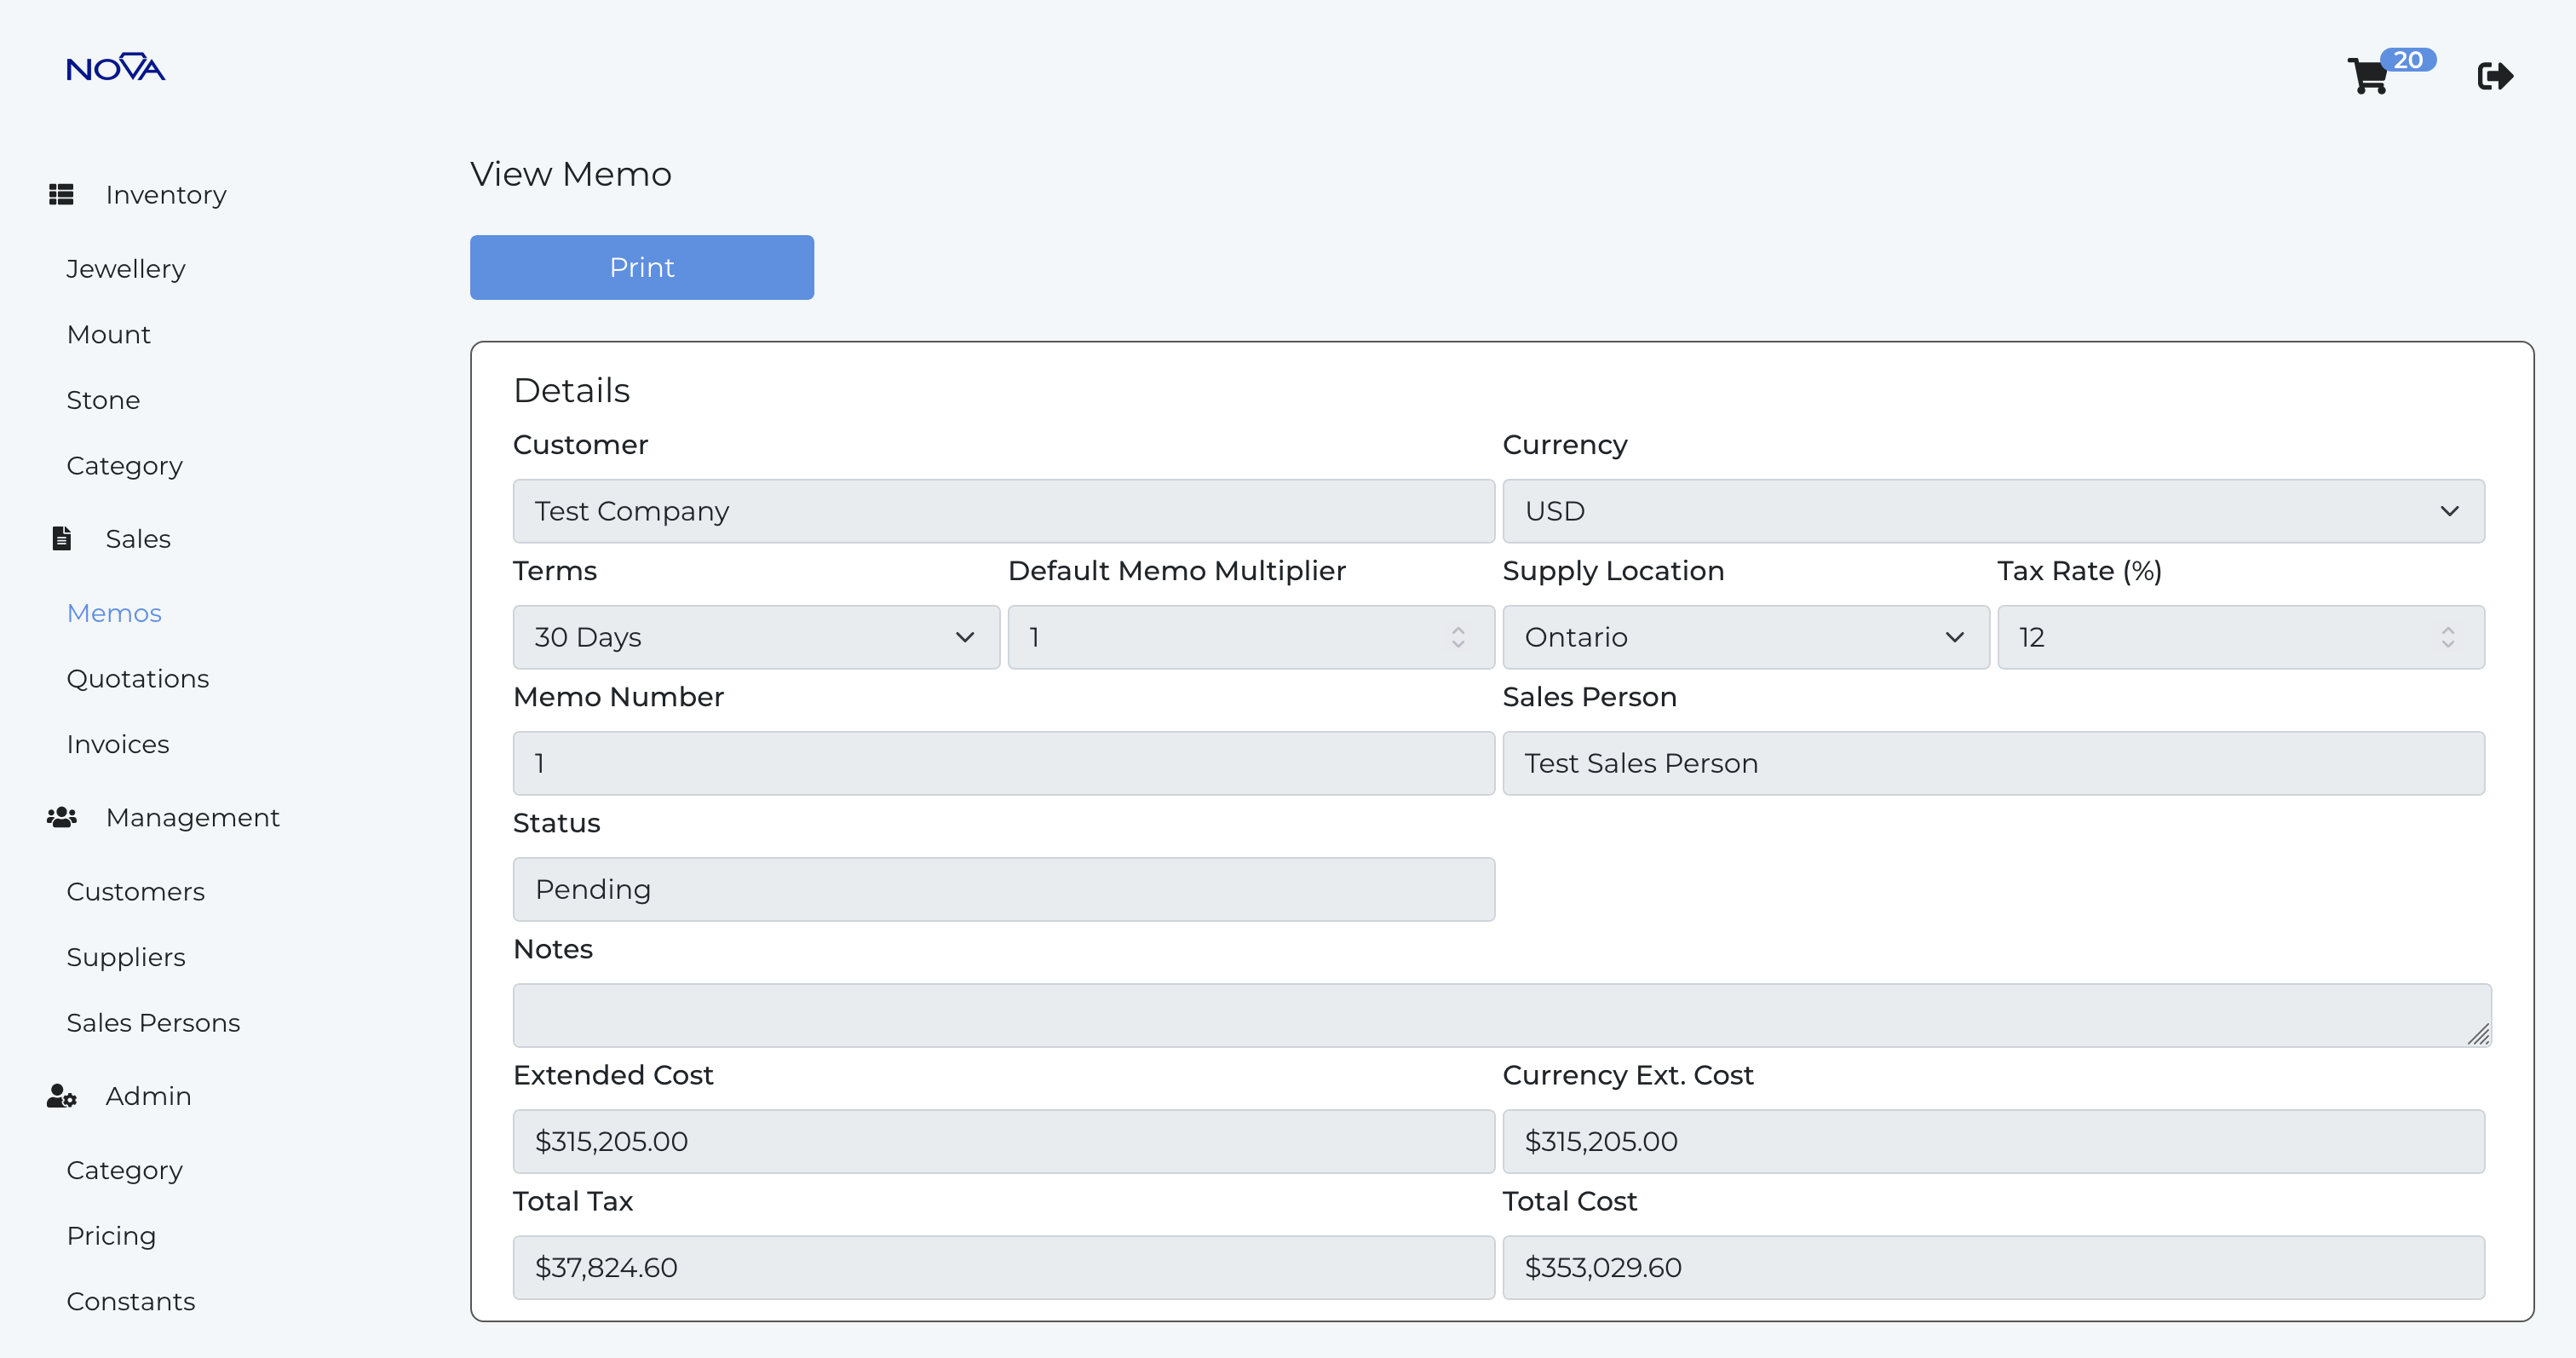 NOVA
20
Inventory
Jewellery
Mount
Stone
Category
Sales
Memos
Quotations
Invoices
Management
Customers
Suppliers
Sales Persons
Admin
Category
Pricing
Constants
View Memo
Print
Details
Customer Currency
Test Company USD
Terms Default Memo Multiplier Supply Location Tax Rate (%)
30 Days 1 Ontario 12
Memo Number Sales Person
1 Test Sales Person
Status
Pending
Notes
Extended Cost Currency Ext. Cost
$315,205.00 $315,205.00
Total Tax Total Cost
$37,824.60 $353,029.60